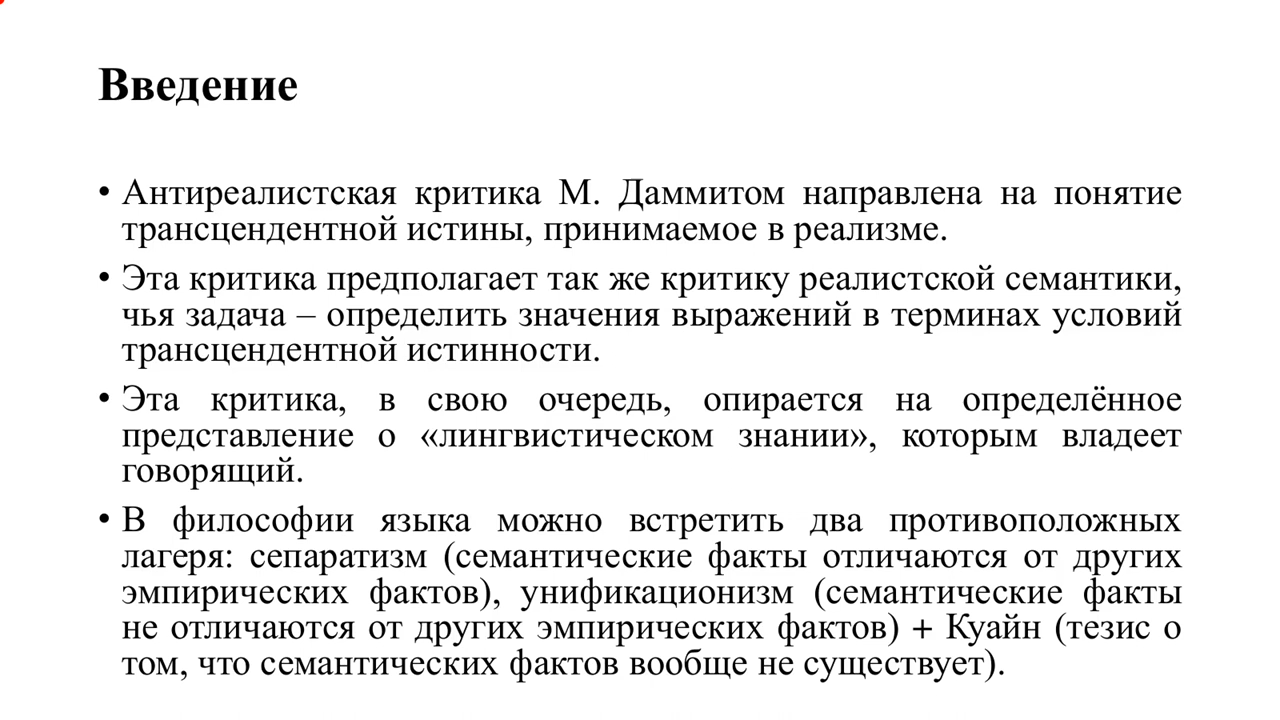 Введение
• Антиреалистская критика М. Даммитом направлена на понятие
трансцендентной истины, принимаемое в реализме.
• Эта критика предполагает так же критику реалистской семантики,
чья задача – определить значения выражений в терминах условий
трансцендентной истинности.
• Эта критика, в свою очередь, опирается на определённое
представление о «лингвистическом знании», которым владеет
говорящий.
• В философии языка можно встретить два противоположных
лагеря: сепаратизм (семантические факты отличаются от других
эмпирических фактов), унификационизм (семантические факты
не отличаются от других эмпирических фактов) + Куайн (тезис о
том, что семантических фактов вообще не существует).